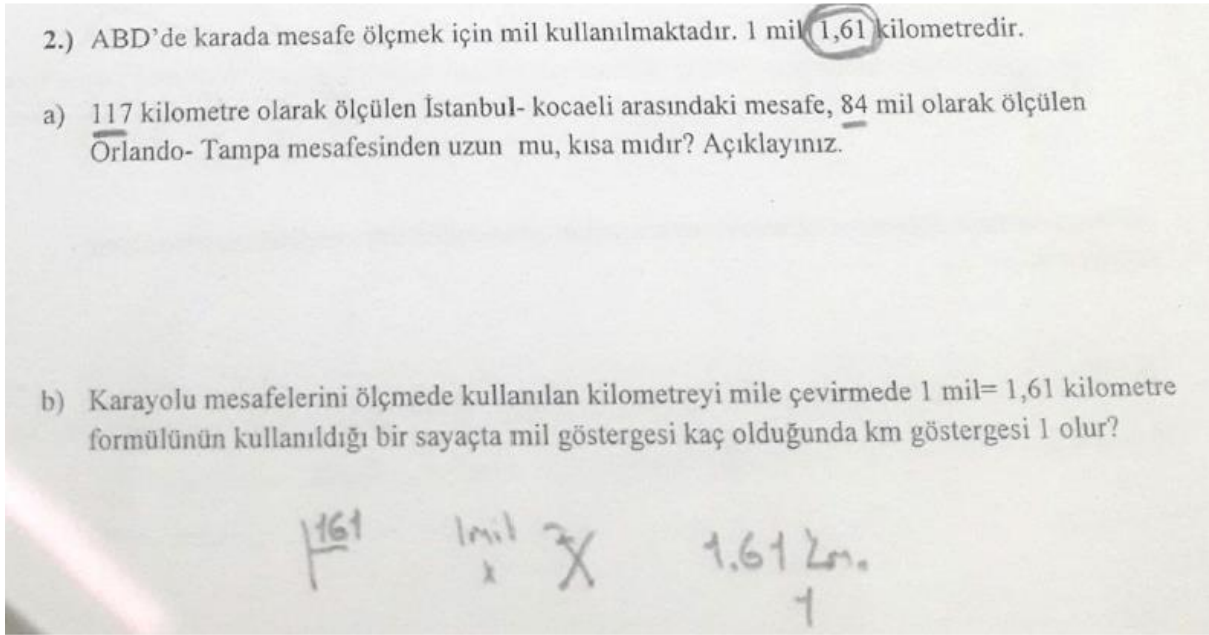 2.) ABD'de karada mesafe ölçmek için mil kullanılmaktadır. 1 mil 1,61 kilometredir.
a) 117 kilometre olarak ölçülen İstanbul- kocaeli arasındaki mesafe, 84 mil olarak ölçülen
Orlando- Tampa mesafesinden uzun mu, kısa mıdır? Açıklayınız.
b) Karayolu mesafelerini ölçmede kullanılan kilometreyi mile çevirmede 1 mil= 1,61 kilometre
formülünün kullanıldığı bir sayaçta mil göstergesi kaç olduğunda km göstergesi 1 olur?
161 1mil X 1.61
x 1